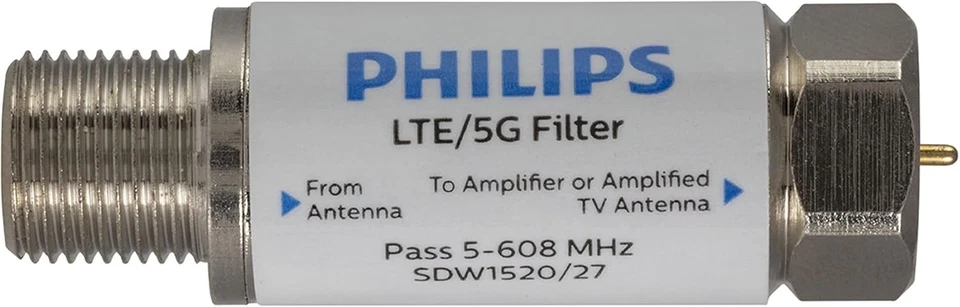 PHILIPS
LTE/5G Filter
From
Antenna
To Amplifier or Amplified
TV Antenna
Pass 5-608 MHz
SDW1520/27